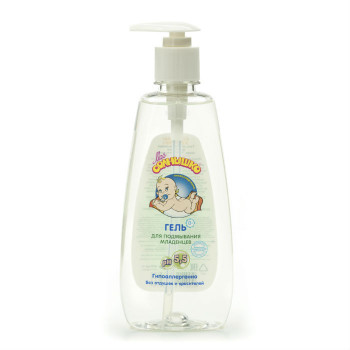 Моё
Солнышко
ГЕЛЬ
ДЛЯ ПОДМЫВАНИЯ
МЛАДЕНЦЕВ
pH 5,5
Гипоаллергенно
Без отдушек и красителей